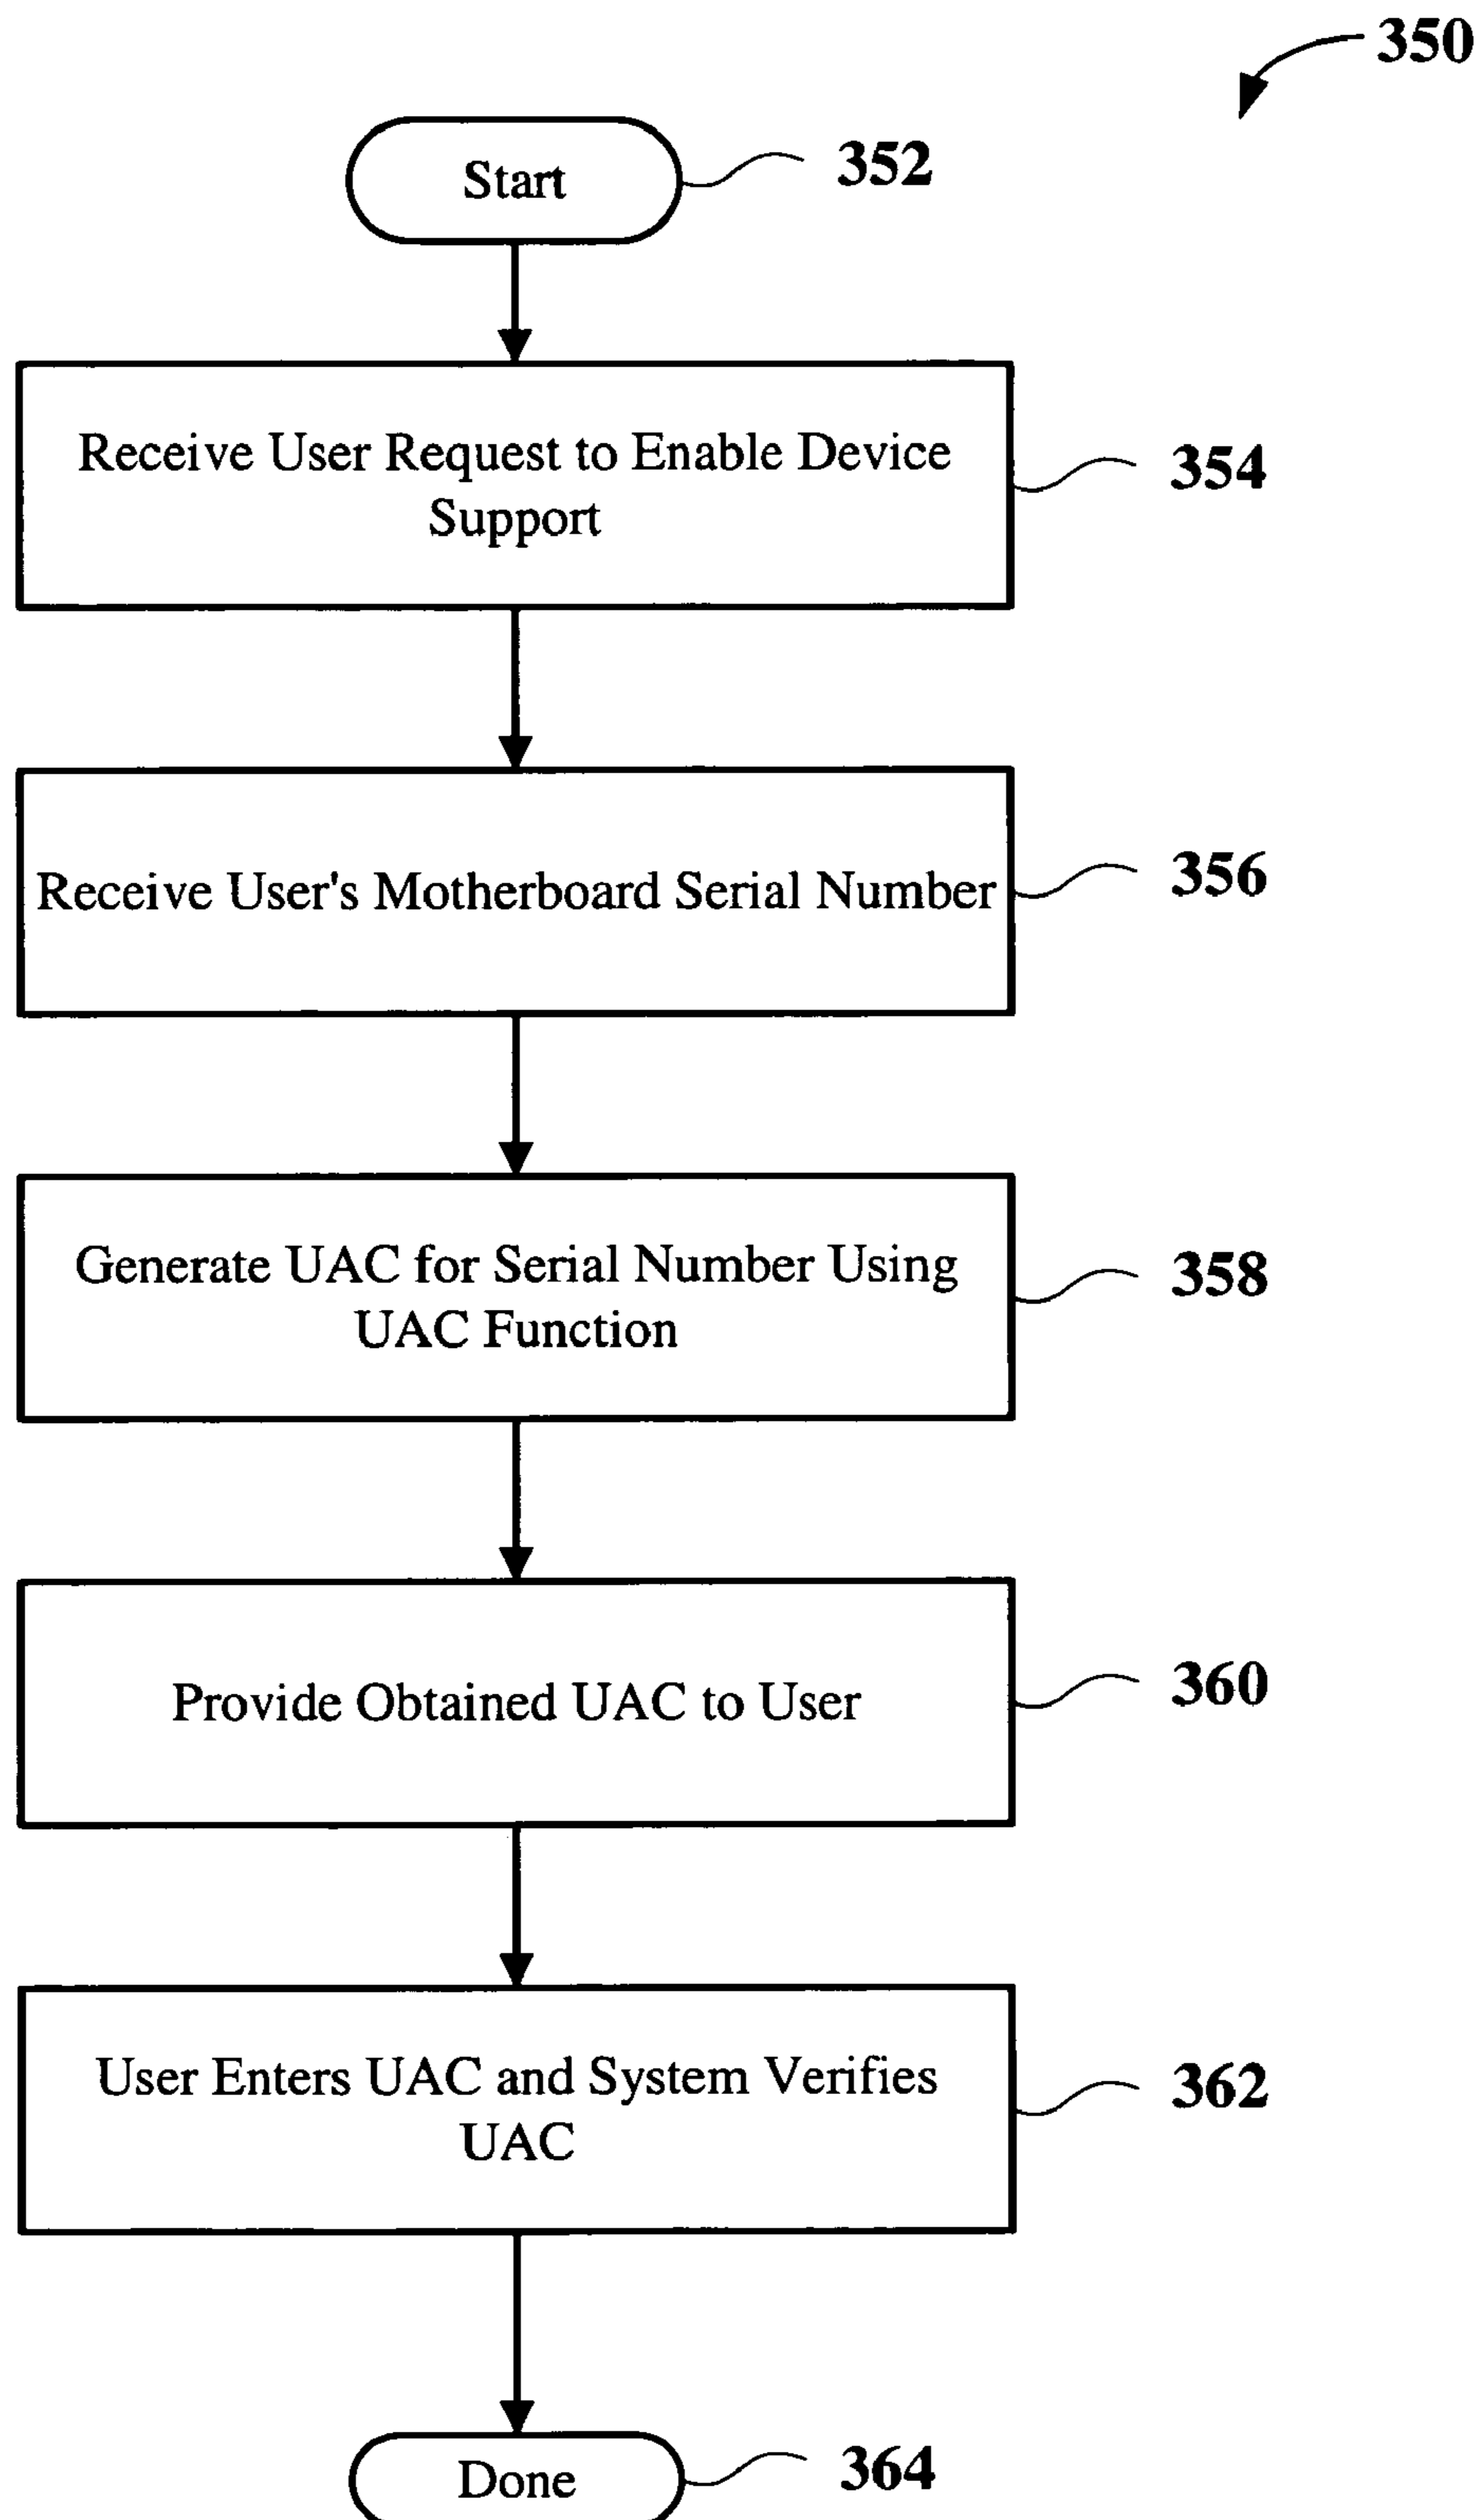 350
Start
352
Receive User Request to Enable Device
Support
354
Receive User's Motherboard Serial Number
356
Generate UAC for Serial Number Using
UAC Function
358
Provide Obtained UAC to User
360
User Enters UAC and System Verifies
UAC
362
Done
364